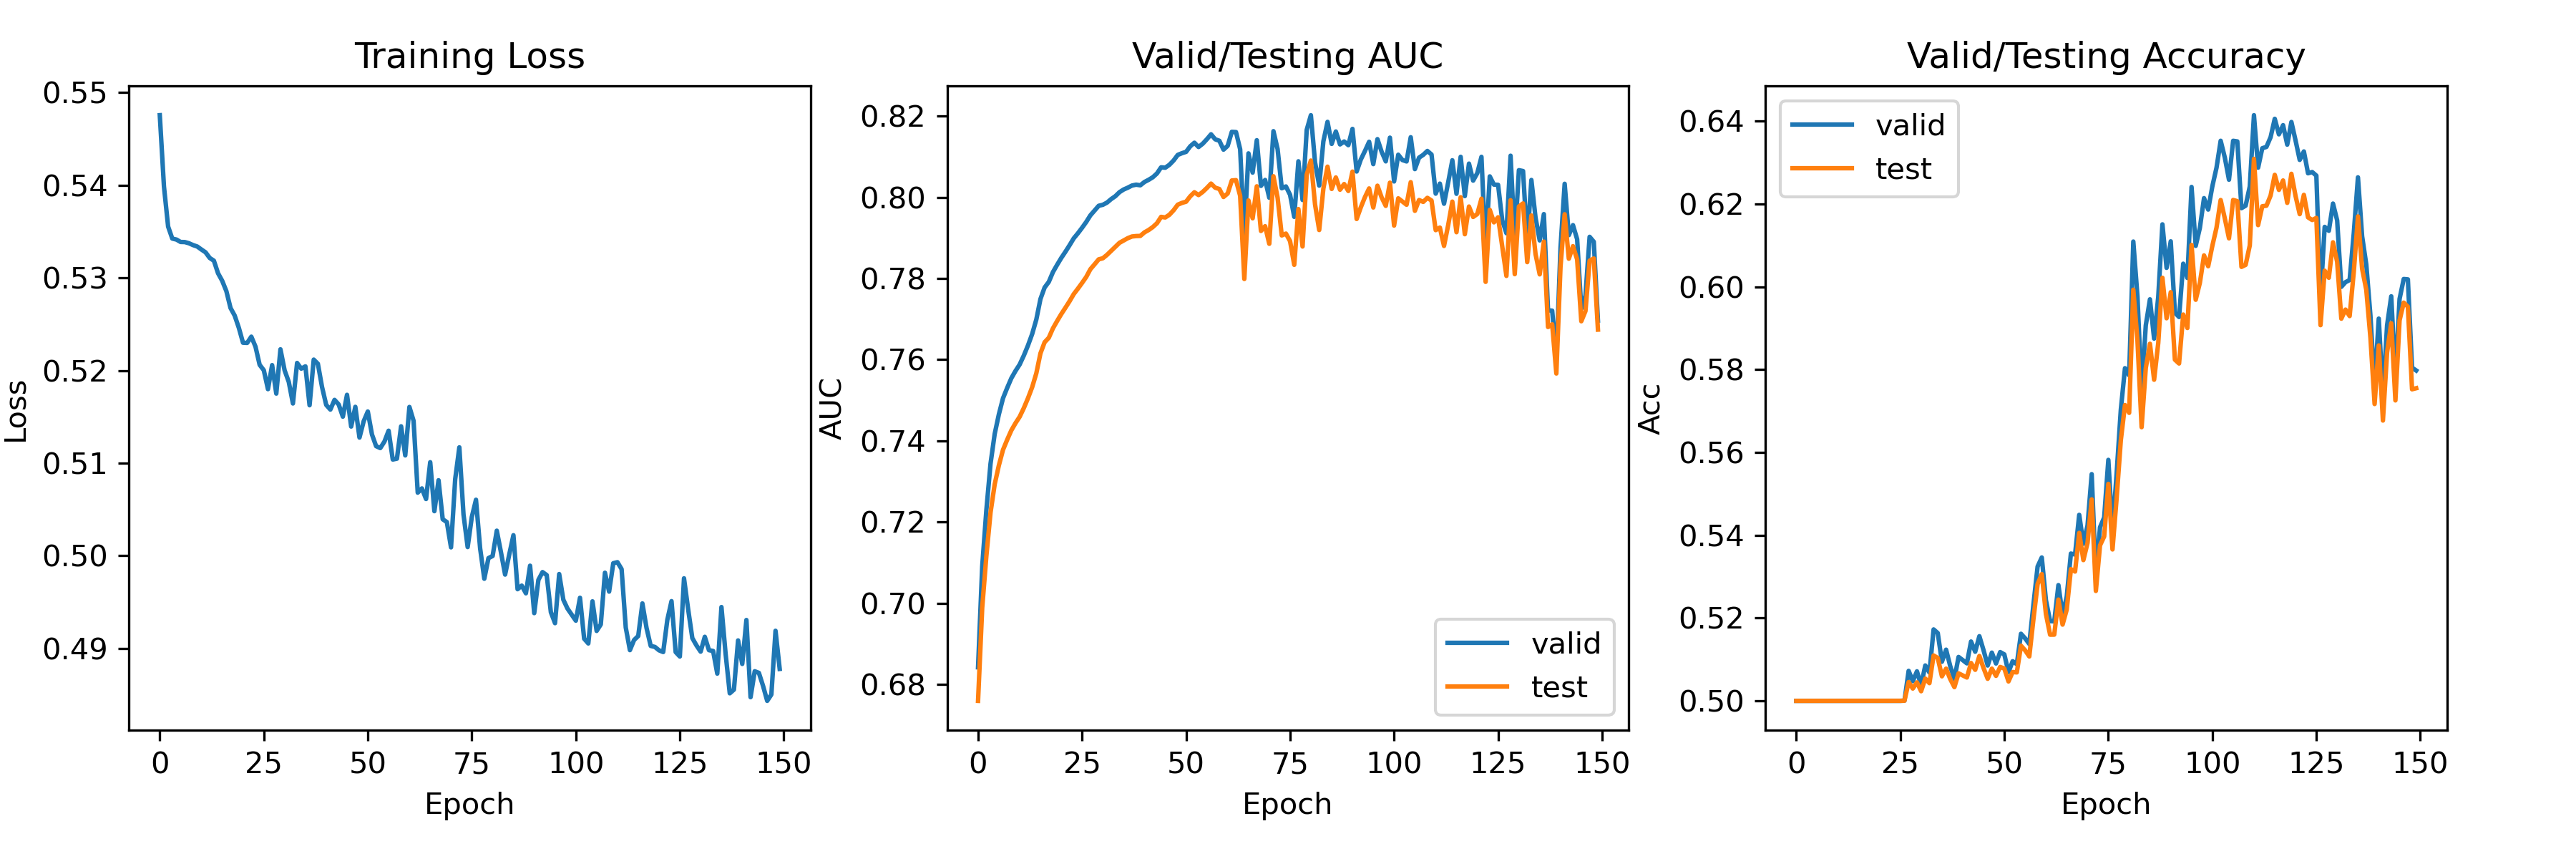 Training Loss
0.55
0.54
0.53
0.52
0.51
0.50
0.49
Loss
0 25 50 75 100 125 150
Epoch
Valid/Testing AUC
0.82
0.80
0.78
0.76
0.74
0.72
0.70
0.68
AUC
valid
test
0 25 50 75 100 125 150
Epoch
Valid/Testing Accuracy
valid
test
0.64
0.62
0.60
0.58
0.56
0.54
0.52
0.50
Acc
0 25 50 75 100 125 150
Epoch